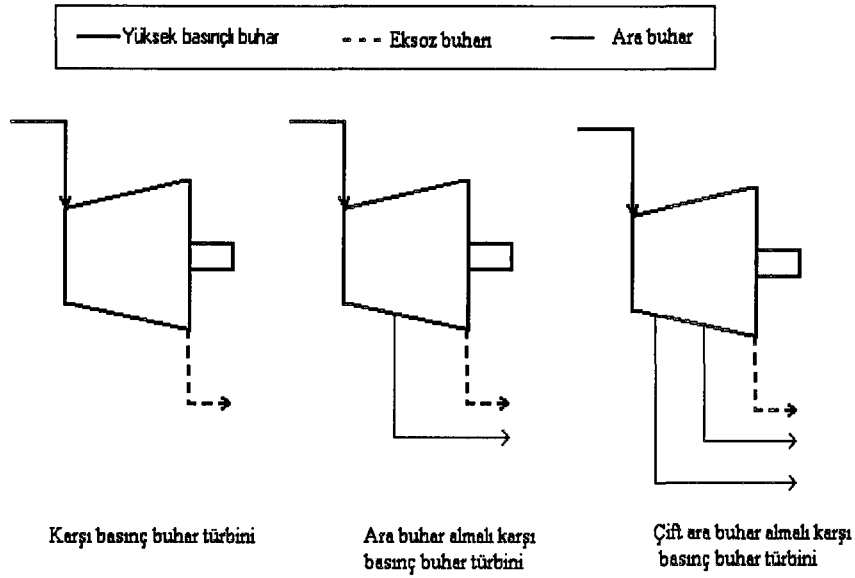 Yüksek basınçlı buhar
Eksoz buharı
Ara buhar
Karşı basınç buhar türbini
Ara buhar almalı karşı
basınç buhar türbini
Çift ara buhar almalı karşı
basınç buhar türbini